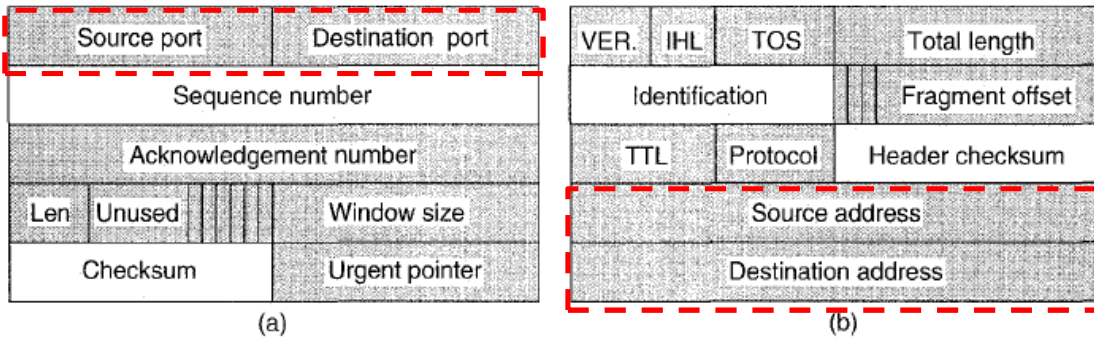 Source port Destination port
Sequence number
Acknowledgement number
Len Unused Window size
Checksum Urgent pointer
(a)
VER. IHL TOS Total length
Identification Fragment offset
TTL Protocol Header checksum
Source address
Destination address
(b)